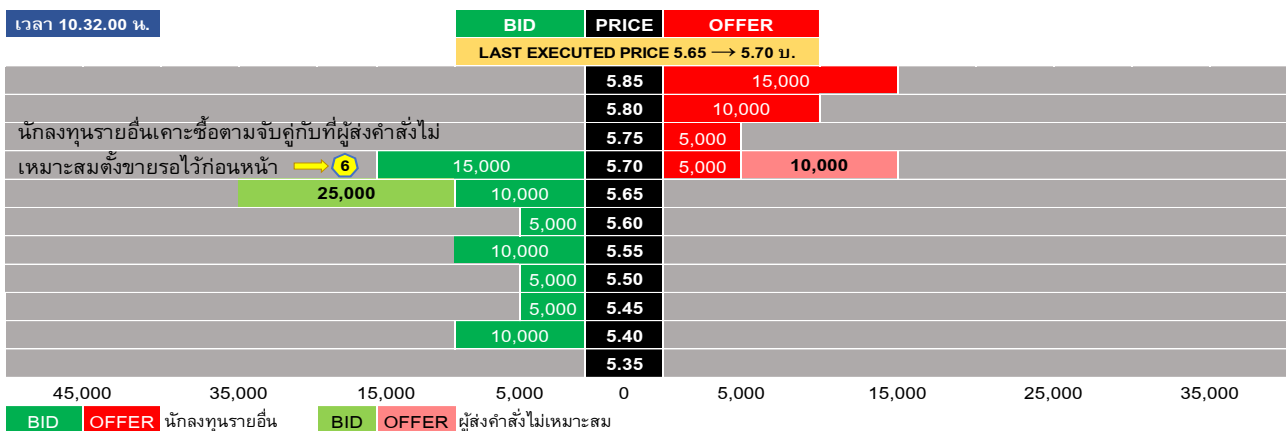 เวลา 10.32.00 น. BID PRICE OFFER
LAST EXECUTED PRICE 5.65 → 5.70 บ.
5.85 15,000
5.80 10,000
นักลงทุนรายอื่นเคาะซื้อตามจับคู่กับที่ผู้ส่งคำสั่งไม่ 5.75 5,000
เหมาะสมตั้งขายรอไว้ก่อนหน้า 6 15,000 5.70 5,000 10,000
25,000 10,000 5.65
5,000 5.60
10,000 5.55
5,000 5.50
5,000 5.45
10,000 5.40
5.35
45,000 35,000 15,000 5,000 0 5,000 15,000 25,000 35,000
BID OFFER นักลงทุนรายอื่น BID OFFER ผู้ส่งคำสั่งไม่เหมาะสม